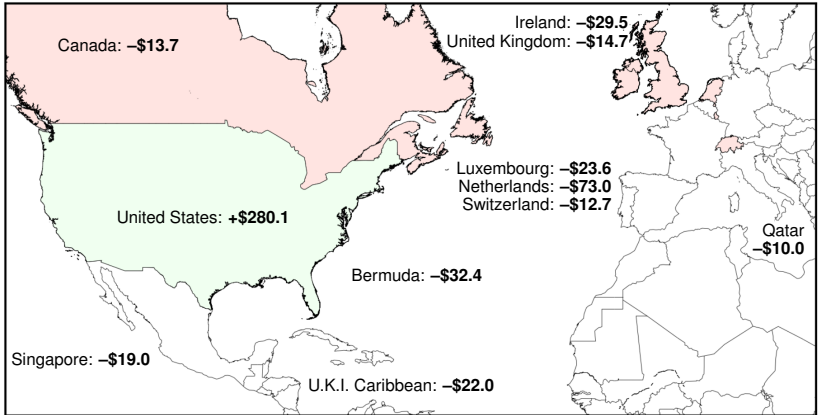 Canada: –$13.7
Ireland: –$29.5
United Kingdom: –$14.7
Luxembourg: –$23.6
Netherlands: –$73.0
Switzerland: –$12.7
United States: +$280.1
Qatar
–$10.0
Bermuda: –$32.4
Singapore: –$19.0
U.K.I. Caribbean: –$22.0